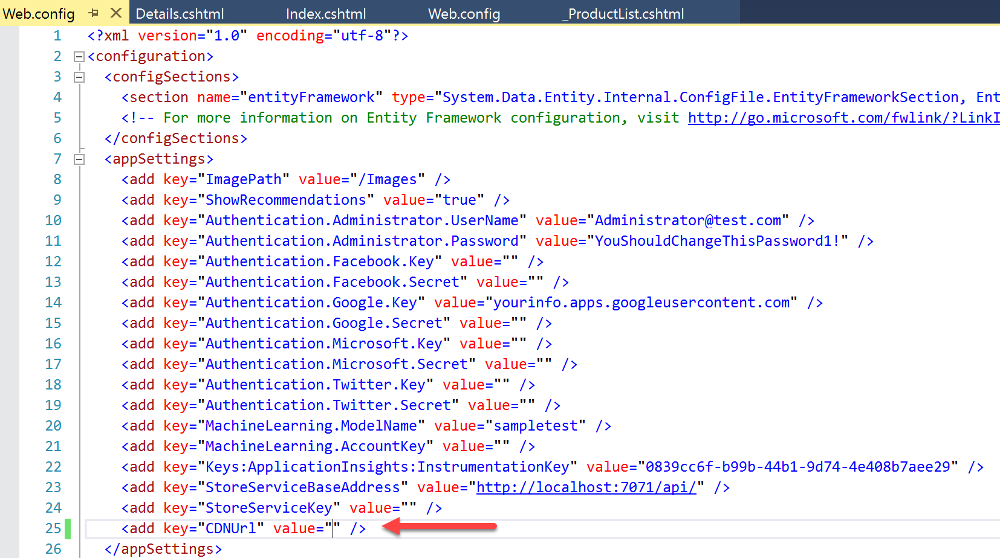 Web.config Details.cshtml Index.cshtml Web.config _ProductList.cshtml
1 <?xml version="1.0" encoding="utf-8"?>
2 <configuration>
3 <configSections>
4 <section name="entityFramework" type="System.Data.Entity.Internal.ConfigFile.EntityFrameworkSection, Ent
5 <!-- For more information on Entity Framework configuration, visit http://go.microsoft.com/fwlink/?LinkI
6 </configSections>
7 <appSettings>
8 <add key="ImagePath" value="/Images" />
9 <add key="ShowRecommendations" value="true" />
10 <add key="Authentication.Administrator.UserName" value="Administrator@test.com" />
11 <add key="Authentication.Administrator.Password" value="YouShouldChangeThisPassword1!" />
12 <add key="Authentication.Facebook.Key" value="" />
13 <add key="Authentication.Facebook.Secret" value="" />
14 <add key="Authentication.Google.Key" value="yourinfo.apps.googleusercontent.com" />
15 <add key="Authentication.Google.Secret" value="" />
16 <add key="Authentication.Microsoft.Key" value="" />
17 <add key="Authentication.Microsoft.Secret" value="" />
18 <add key="Authentication.Twitter.Key" value="" />
19 <add key="Authentication.Twitter.Secret" value="" />
20 <add key="MachineLearning.ModelName" value="sampletest" />
21 <add key="MachineLearning.AccountKey" value="" />
22 <add key="Keys:ApplicationInsights:InstrumentationKey" value="0839cc6f-b99b-44b1-9d74-4e408b7aee29" />
23 <add key="StoreServiceBaseAddress" value="http://localhost:7071/api/" />
24 <add key="StoreServiceKey" value="" />
25 <add key="CDNUrl" value="" />
26 </appSettings>